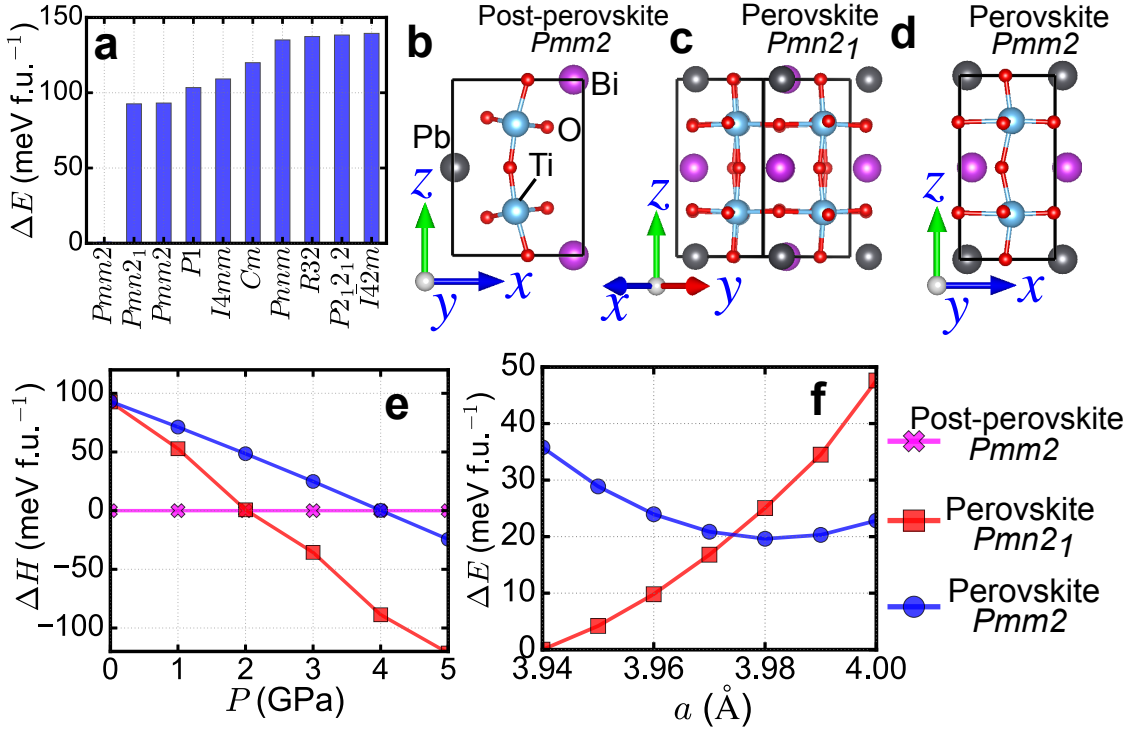 a
150
100
50
0
ΔE (meV f.u.⁻¹)
Pmm2
Pmn2₁
Pmm2
P1
I4mm
Cm
Pnnm
R32
P2₁2₁2
I4̅2m
b
Post-perovskite
Pmm2
Bi
O
Pb
Ti
z
y
x
c
Perovskite
Pmn2₁
z
x
y
d
Perovskite
Pmm2
z
y
x
e
100
50
0
−50
−100
ΔH (meV f.u.⁻¹)
0 1 2 3 4 5
P (GPa)
f
50
40
30
20
10
0
ΔE (meV f.u.⁻¹)
3.94 3.96 3.98 4.00
a (Å)
Post-perovskite
Pmm2
Perovskite
Pmn2₁
Perovskite
Pmm2